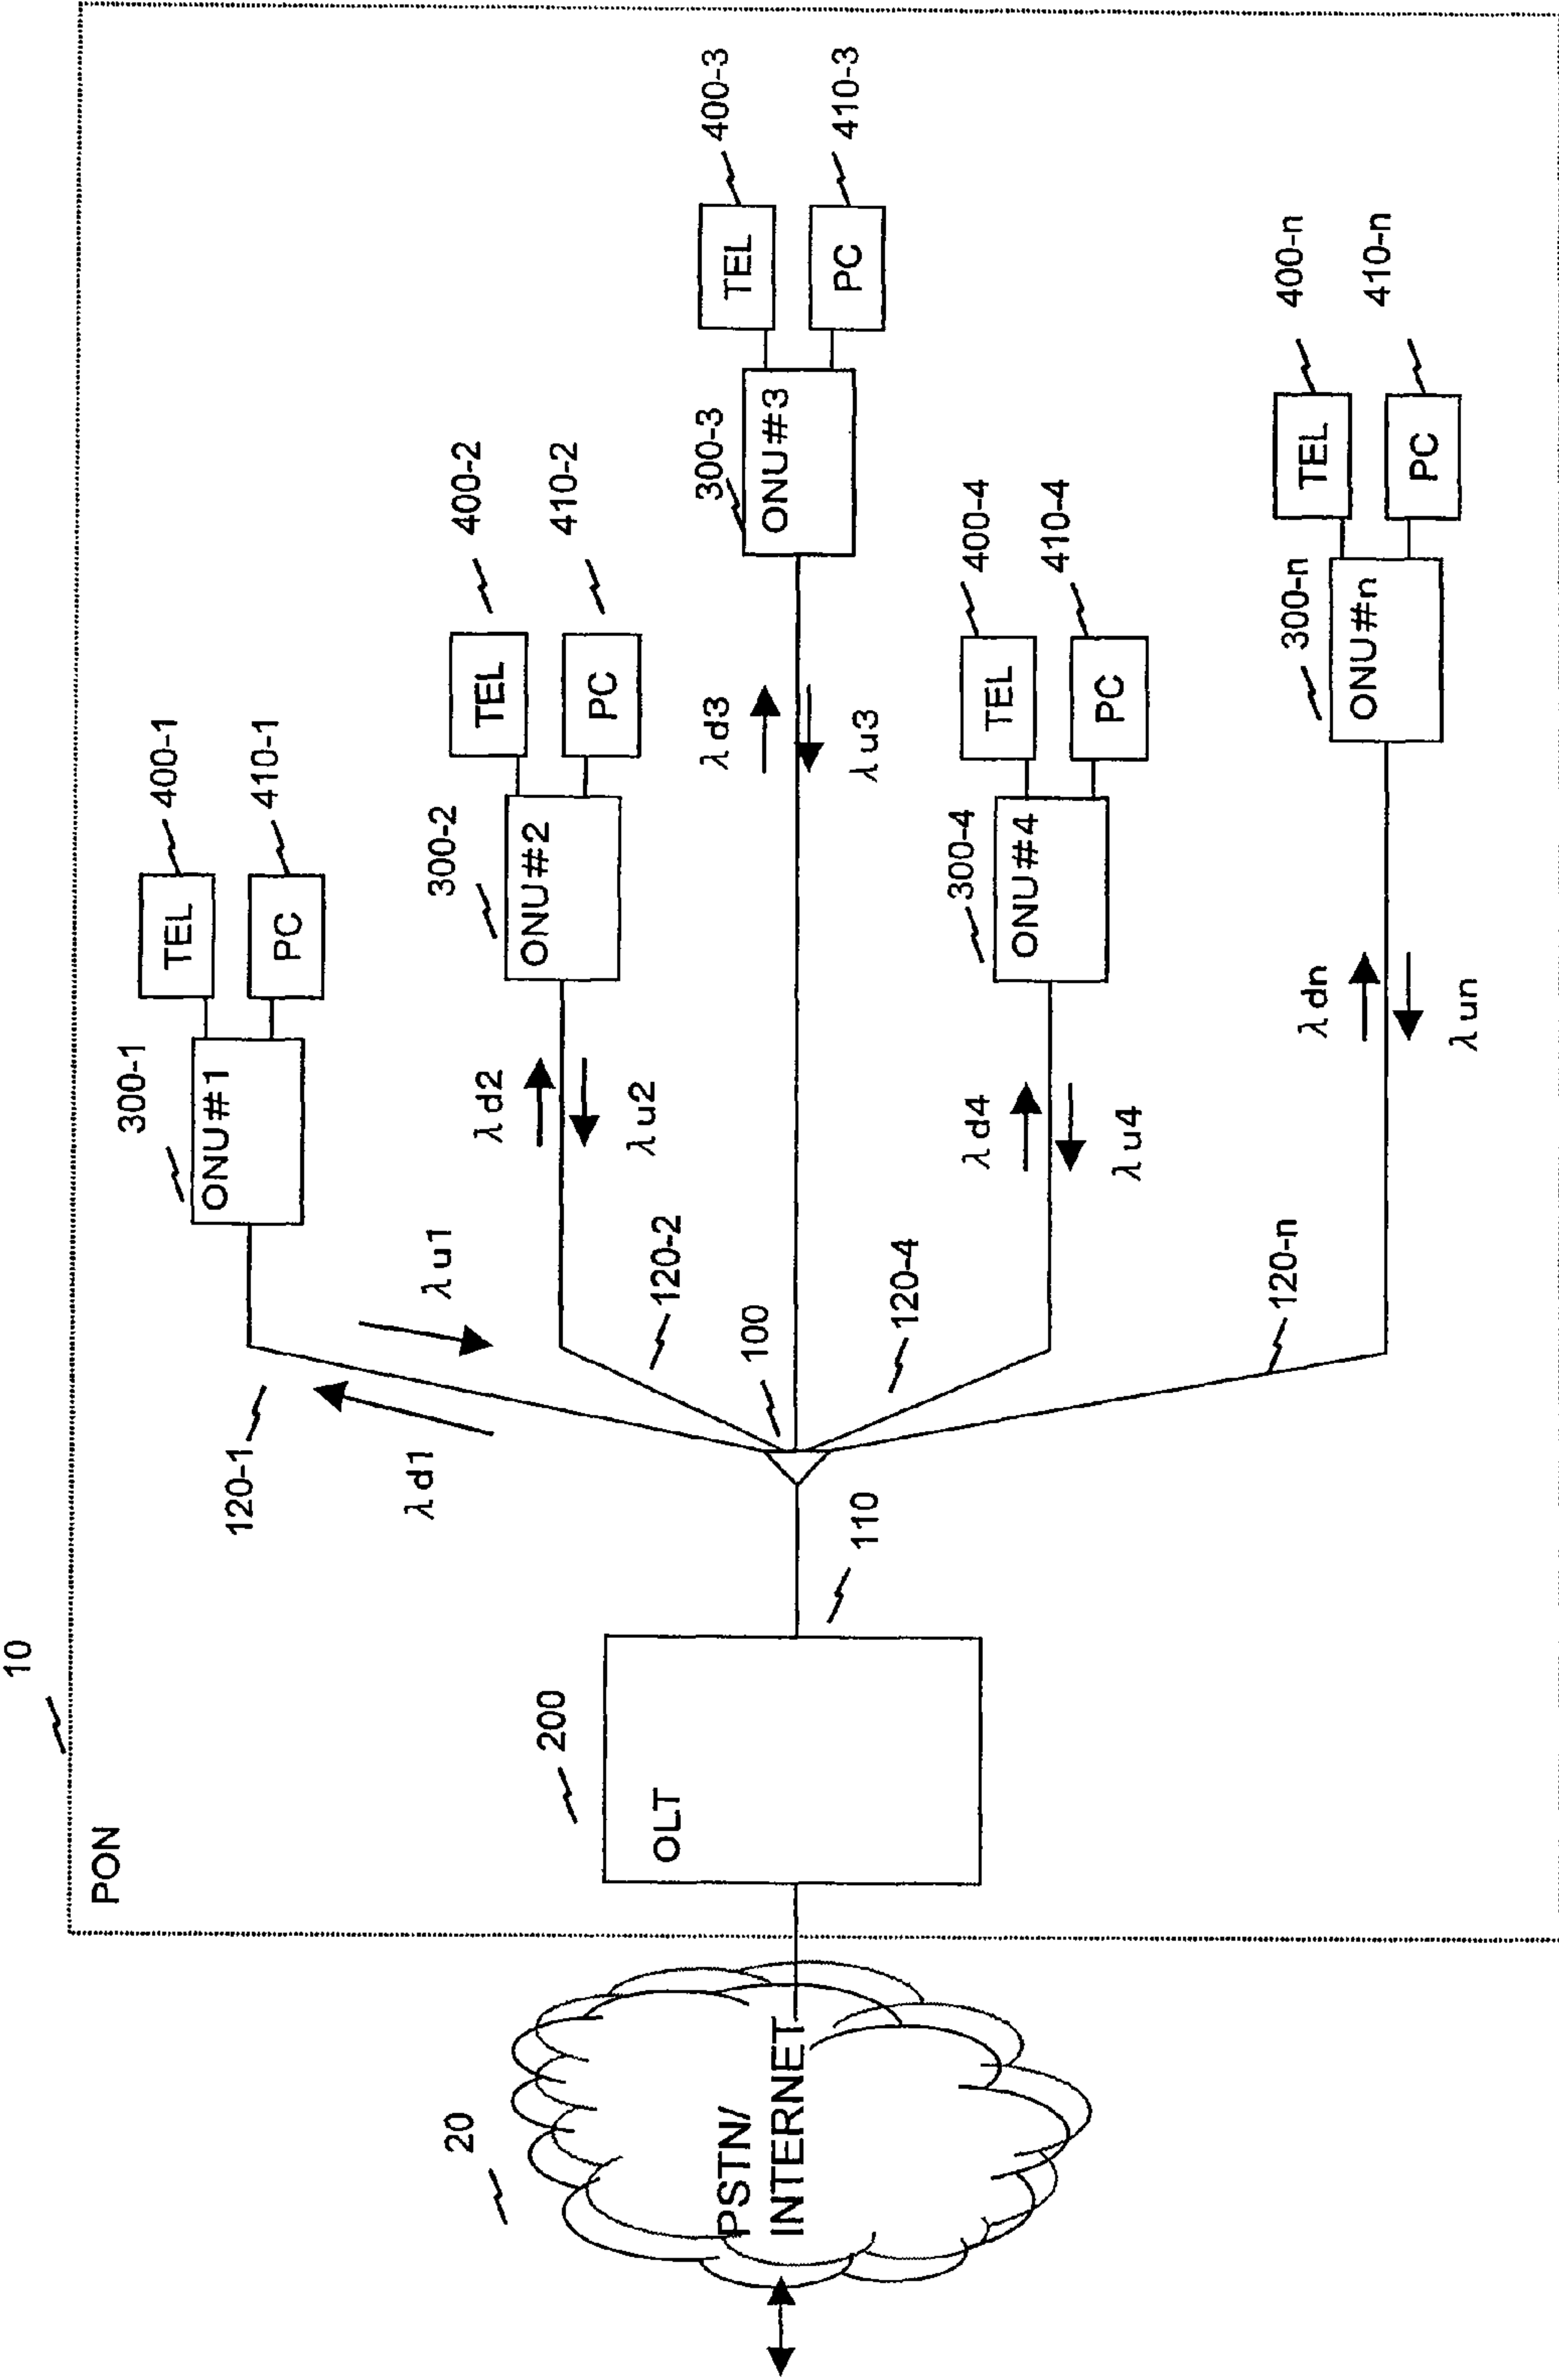 10
PON
20
PSTN/
INTERNET
200
OLT
110
100
120-1
λd1
λu1
300-1
ONU#1
TEL
400-1
PC
410-1
120-2
λd2
λu2
300-2
ONU#2
TEL
400-2
PC
410-2
λd3
λu3
300-3
ONU#3
TEL
400-3
PC
410-3
120-4
λd4
λu4
300-4
ONU#4
TEL
400-4
PC
410-4
120-n
λdn
λun
300-n
ONU#n
TEL
400-n
PC
410-n